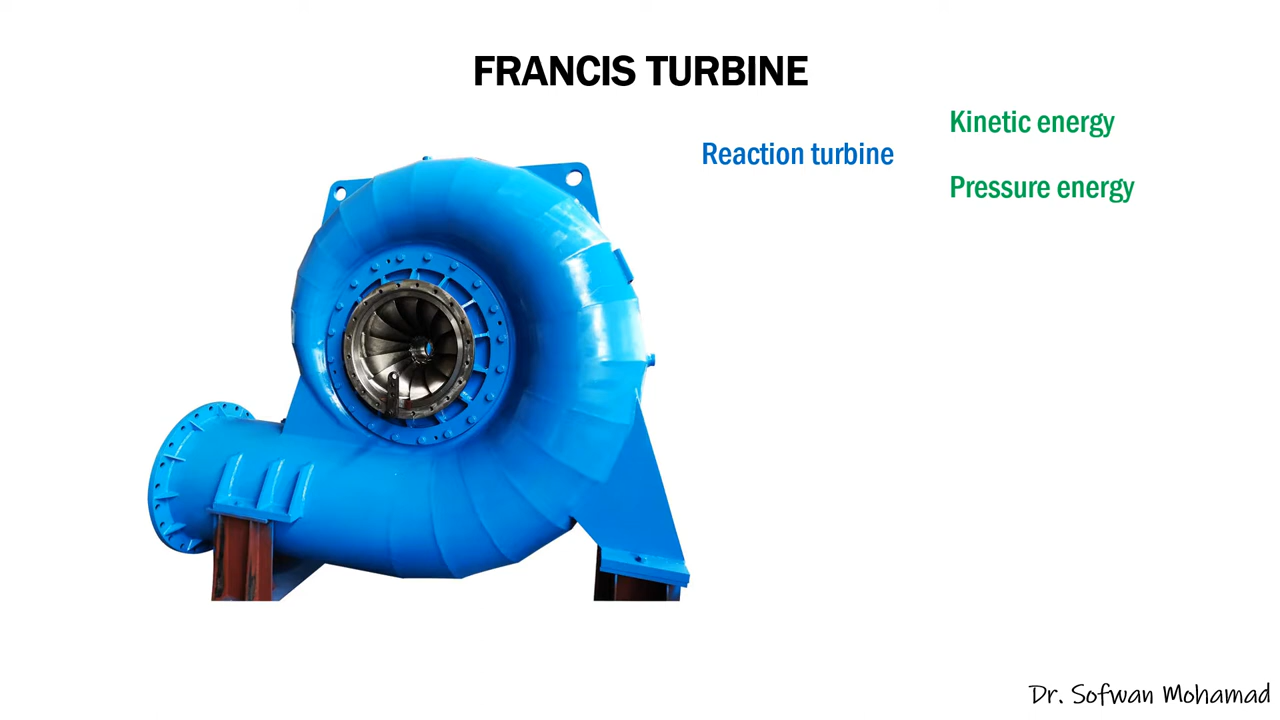 FRANCIS TURBINE
Kinetic energy
Reaction turbine
Pressure energy
Dr. Sofwan Mohamad